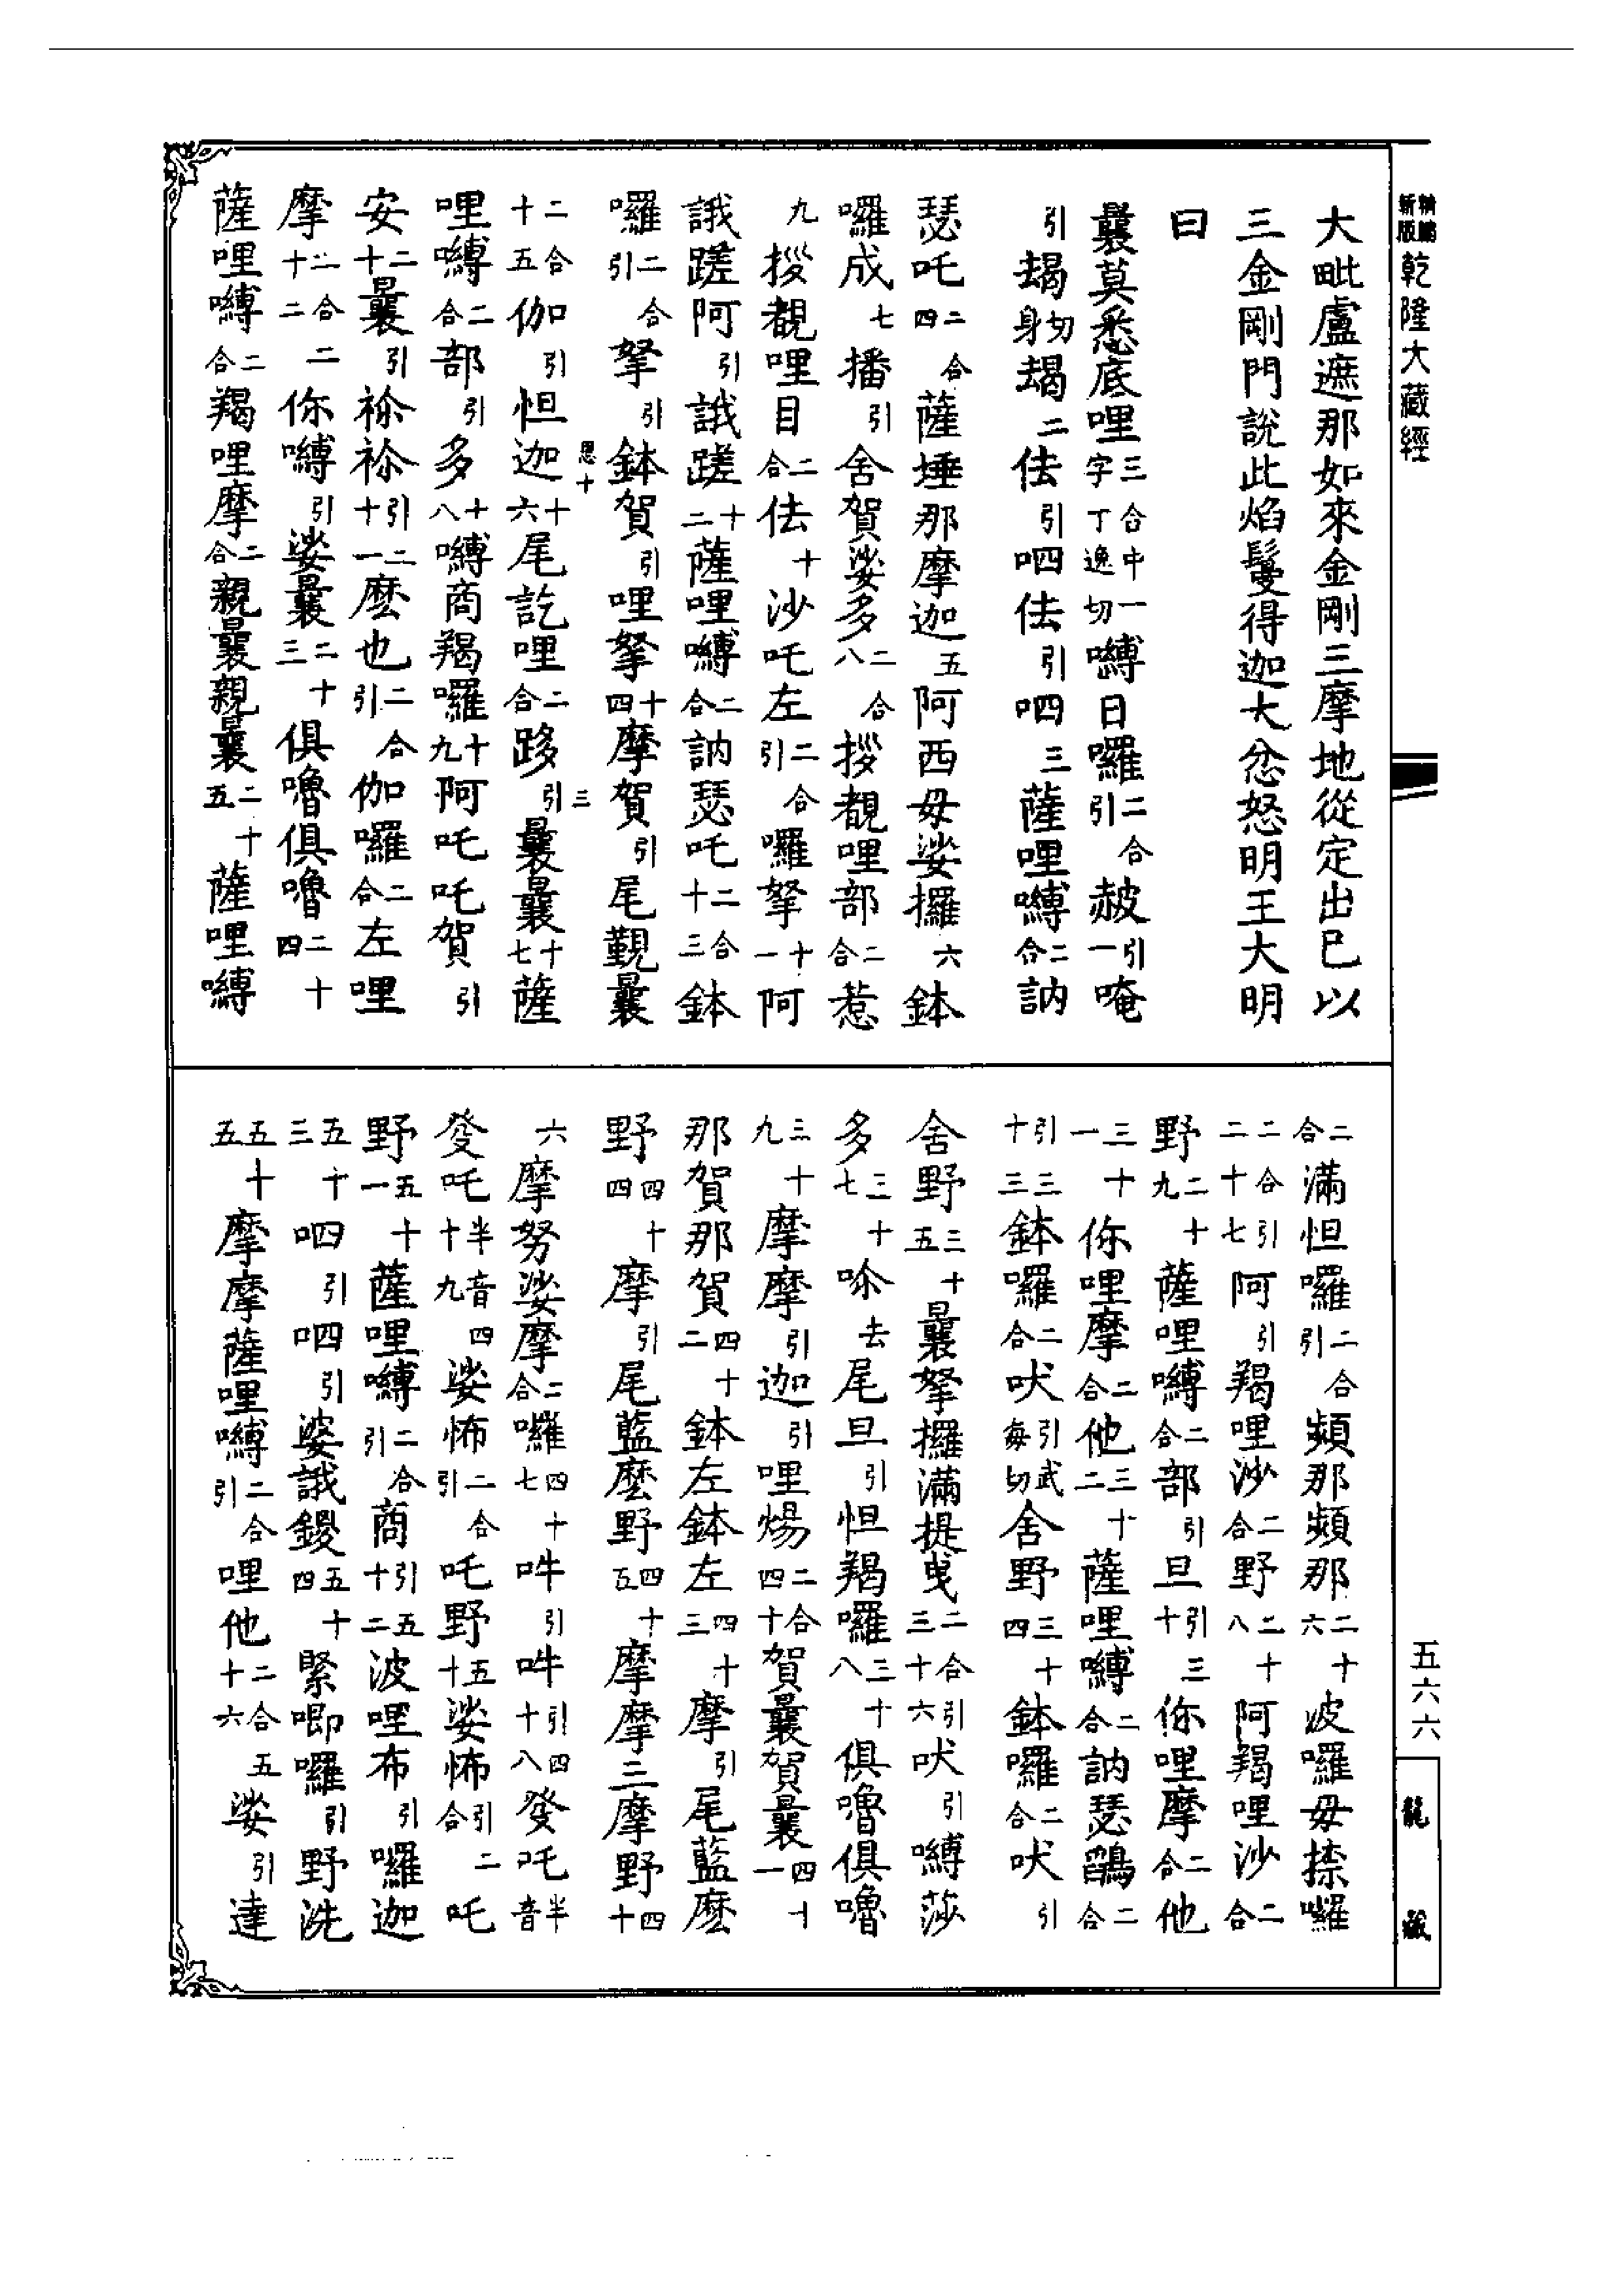 精鵬新版 乾隆大藏經
大毗盧遮那如來金剛三摩地從定出已以
三金剛門說此焰鬘得迦大忿怒明王大明
曰
曩莫悉底哩三合中一字丁逸切嚩日囉二合引赧引一唵
引朅身切朅二佉引呬佉引呬三薩哩嚩二合訥
瑟吒二合四薩埵那摩迦五阿西毋娑攞六鉢
囉成七播引舍賀娑多二合八拶覩哩部二合惹
九拶覩哩目二合佉十沙吒左二合引囉拏十一阿
誐蹉阿引誐蹉十二薩哩嚩二合訥瑟吒二合十三鉢
囉二合引拏引鉢賀引哩拏十四摩賀引尾覲曩
二合十五伽引怛迦十六尾訖哩二合跢引三曩曩十七薩
哩嚩二合部引多十八嚩商羯囉十九阿吒吒賀引
安二十曩引祢祢引二十一麽也二合引伽囉二合左哩
摩二合二十二你嚩引娑曩二十三俱嚕俱嚕二十四
薩哩嚩二合羯哩摩二合親曩親曩二十五薩哩嚩
二合滿怛囉二合引頻那頻那二十六波囉毋捺囉
二合引二十七阿引羯哩沙二合野二十八阿羯哩沙二合
野二十九薩哩嚩二合部引旦引三十你哩摩二合他
三十一你哩摩二合他三十二薩哩嚩二合訥瑟鶹二合
引三十三鉢囉二合吠引武每切舍野三十四鉢囉二合吠引
舍野三十五曩拏攞滿提曳二合引三十六吠引嚩莎
多三十七㖿去尾旦引怛羯囉三十八俱嚕俱嚕
三十九摩摩引迦引哩煬二合四十賀曩賀曩四十一
那賀那賀四十二鉢左鉢左四十三摩引尾藍麽
野四十四摩引尾藍麽野四十五摩摩三摩野四十
六摩努娑摩二合囉四十七吽引吽引四十八發吒半音
發吒半音四十九娑怖二合引吒野五十娑怖二合引吒
野五十一薩哩嚩二合引商引五十二波哩布引囉迦
五十三呬引呬引婆誐鑁五十四緊唧囉引野洗
五十五摩摩薩哩嚩二合引哩他二合五十六娑引達
五六六
龍藏